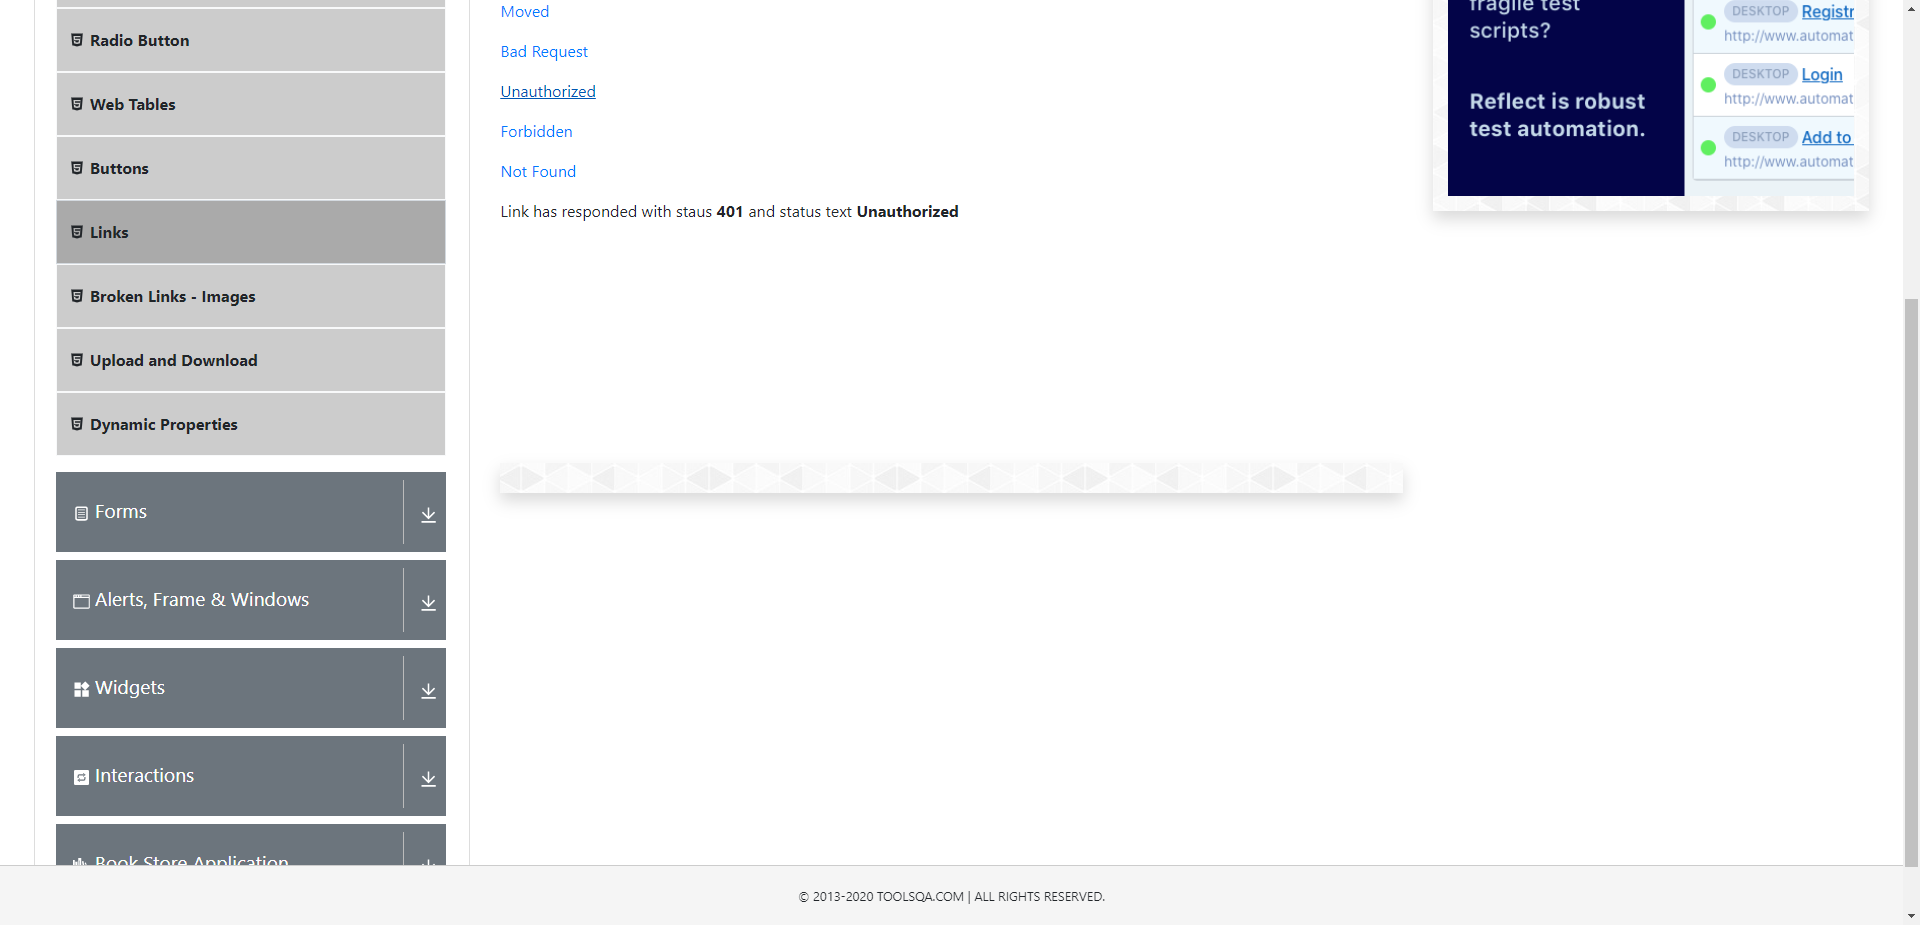 Radio Button
Web Tables
Buttons
Links
Broken Links - Images
Upload and Download
Dynamic Properties
Forms
Alerts, Frame & Windows
Widgets
Interactions
Book Store Application
Moved
Bad Request
Unauthorized
Forbidden
Not Found
Link has responded with staus 401 and status text Unauthorized
fragile test
scripts?
Reflect is robust
test automation.
DESKTOP Registr
http://www.automat
DESKTOP Login
http://www.automat
DESKTOP Add to
http://www.automat
© 2013-2020 TOOLSQA.COM | ALL RIGHTS RESERVED.